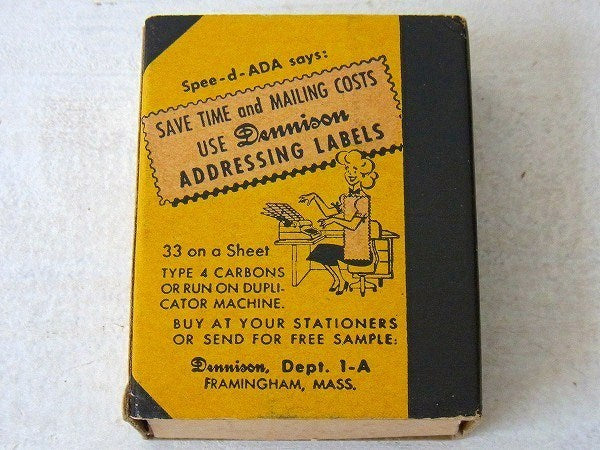 Spee-d-ADA says:
SAVE TIME and MAILING COSTS
USE Dennison
ADDRESSING LABELS
33 on a Sheet
TYPE 4 CARBONS
OR RUN ON DUPLI-
CATOR MACHINE.
BUY AT YOUR STATIONERS
OR SEND FOR FREE SAMPLE:
Dennison, Dept. 1-A
FRAMINGHAM, MASS.